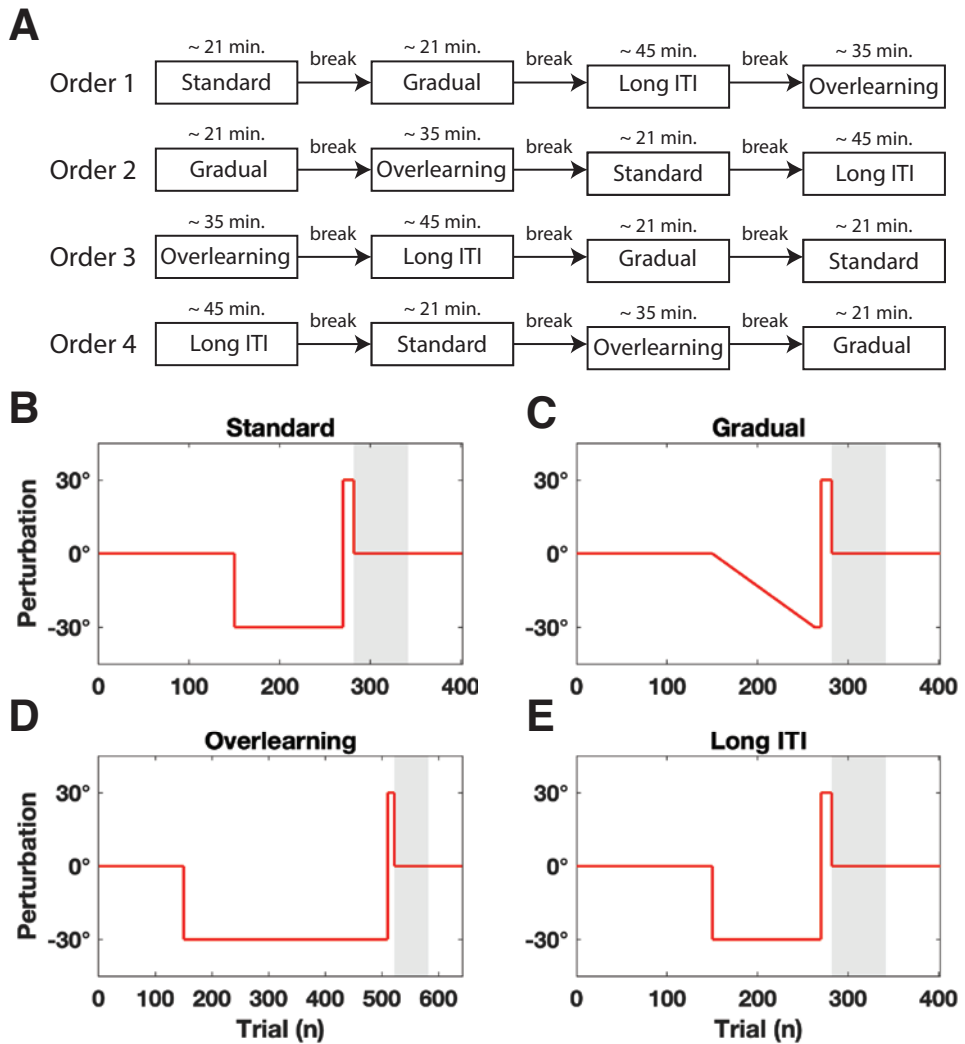 A
~ 21 min. ~ 21 min. ~ 45 min. ~ 35 min.
Order 1 Standard break Gradual break Long ITI break Overlearning
~ 21 min. ~ 35 min. ~ 21 min. ~ 45 min.
Order 2 Gradual break Overlearning break Standard break Long ITI
~ 35 min. ~ 45 min. ~ 21 min. ~ 21 min.
Order 3 Overlearning break Long ITI break Gradual break Standard
~ 45 min. ~ 21 min. ~ 35 min. ~ 21 min.
Order 4 Long ITI break Standard break Overlearning break Gradual
B
Standard
Perturbation
30°
0°
-30°
0 100 200 300 400
C
Gradual
30°
0°
-30°
0 100 200 300 400
D
Overlearning
Perturbation
30°
0°
-30°
0 100 200 300 400 500 600
Trial (n)
E
Long ITI
30°
0°
-30°
0 100 200 300 400
Trial (n)